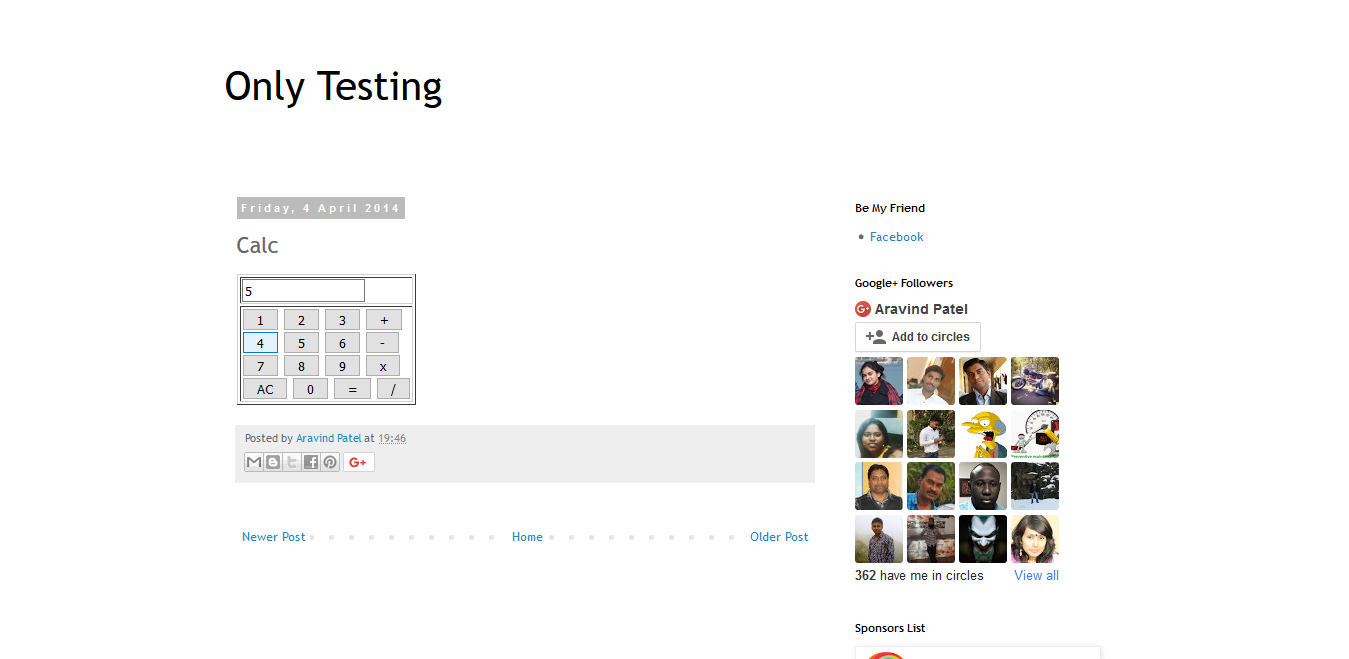 Only Testing
Friday, 4 April 2014
Calc
5
1 2 3 +
4 5 6 -
7 8 9 x
AC 0 = /
Posted by Aravind Patel at 19:46
G+
Newer Post Home Older Post
Be My Friend
Facebook
Google+ Followers
G+ Aravind Patel
Add to circles
Preventive
362 have me in circles View all
Sponsors List